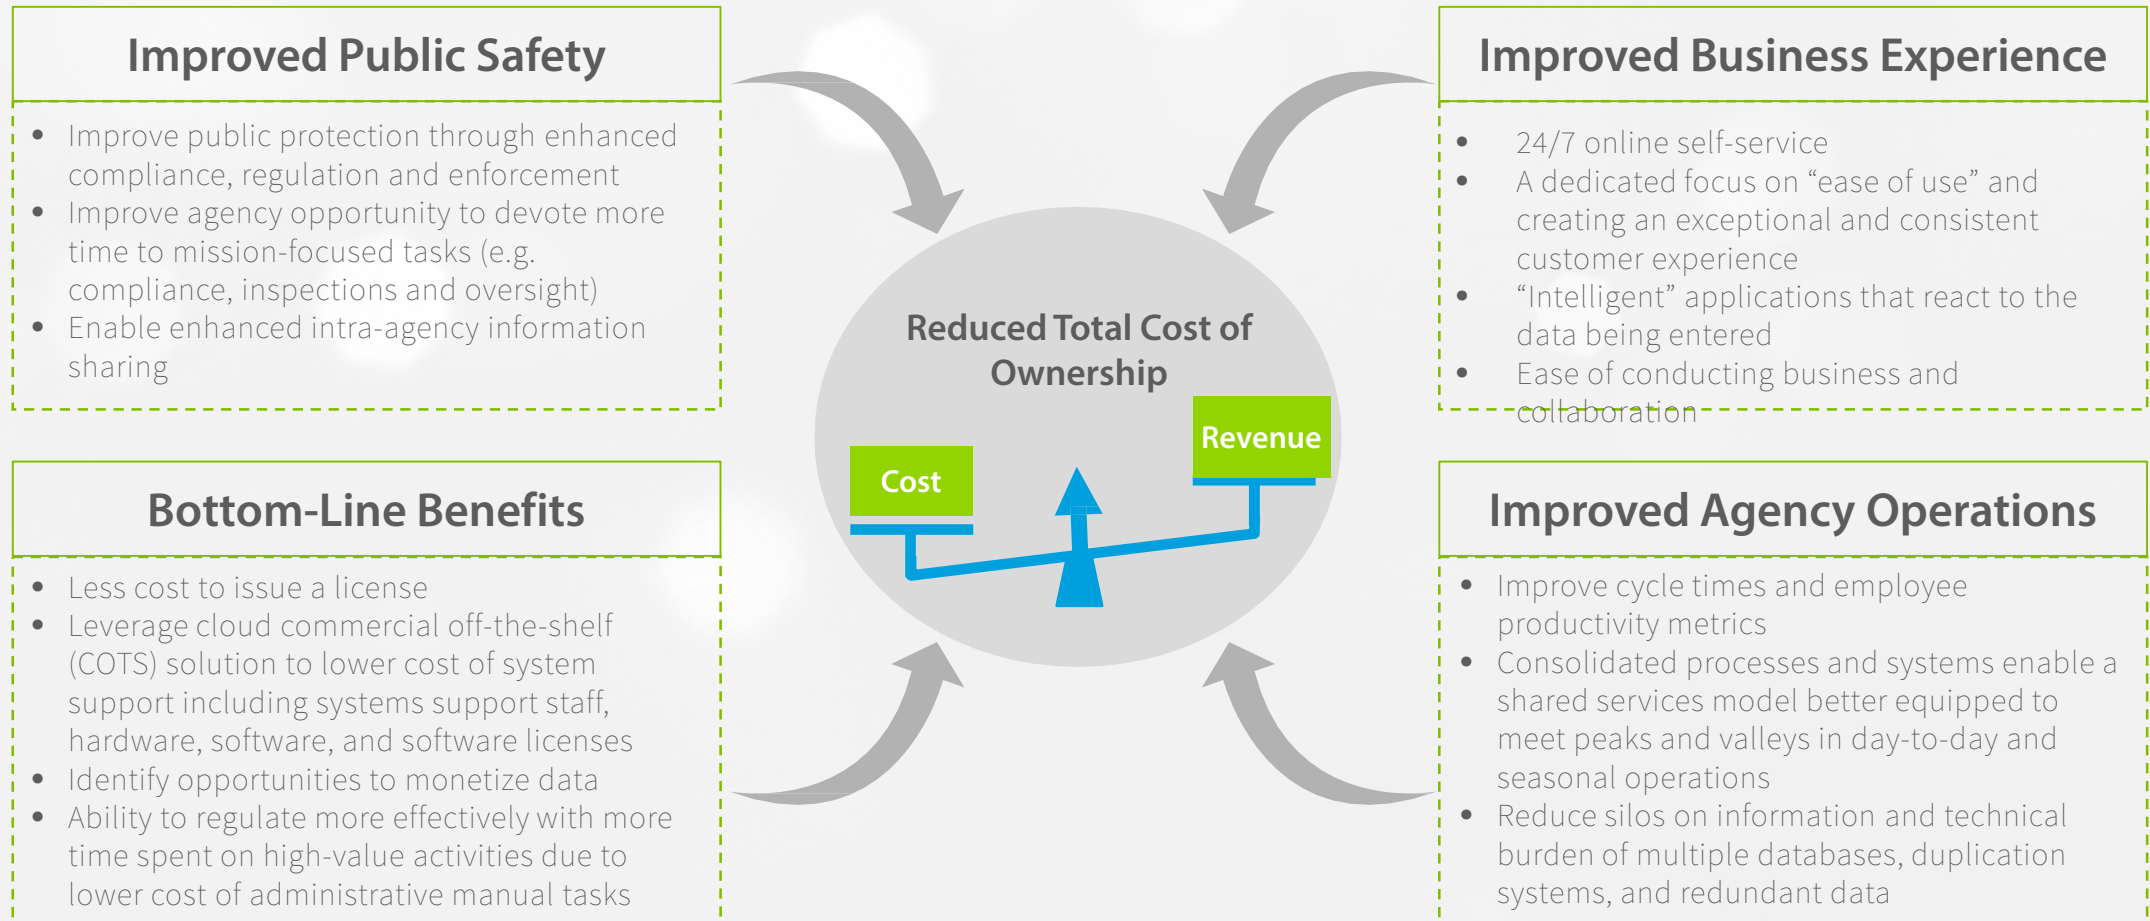 Improved Public Safety
• Improve public protection through enhanced
compliance, regulation and enforcement
• Improve agency opportunity to devote more
time to mission-focused tasks (e.g.
compliance, inspections and oversight)
• Enable enhanced intra-agency information
sharing
Improved Business Experience
• 24/7 online self-service
• A dedicated focus on “ease of use” and
creating an exceptional and consistent
customer experience
• “Intelligent” applications that react to the
data being entered
• Ease of conducting business and
collaboration
Reduced Total Cost of
Ownership
Cost
Revenue
Bottom-Line Benefits
• Less cost to issue a license
• Leverage cloud commercial off-the-shelf
(COTS) solution to lower cost of system
support including systems support staff,
hardware, software, and software licenses
• Identify opportunities to monetize data
• Ability to regulate more effectively with more
time spent on high-value activities due to
lower cost of administrative manual tasks
Improved Agency Operations
• Improve cycle times and employee
productivity metrics
• Consolidated processes and systems enable a
shared services model better equipped to
meet peaks and valleys in day-to-day and
seasonal operations
• Reduce silos on information and technical
burden of multiple databases, duplication
systems, and redundant data